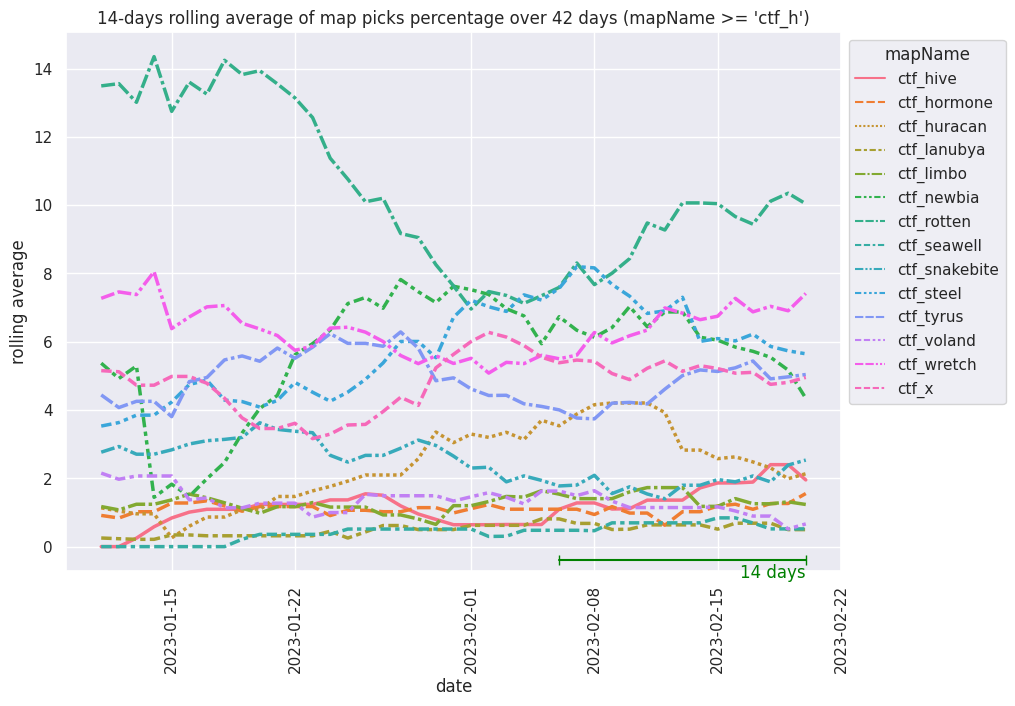 14-days rolling average of map picks percentage over 42 days (mapName >= 'ctf_h')
mapName
ctf_hive
ctf_hormone
ctf_huracan
ctf_lanubya
ctf_limbo
ctf_newbia
ctf_rotten
ctf_seawell
ctf_snakebite
ctf_steel
ctf_tyrus
ctf_voland
ctf_wretch
ctf_x
rolling average
14
12
10
8
6
4
2
0
14 days
2023-01-15
2023-01-22
2023-02-01
2023-02-08
2023-02-15
2023-02-22
date